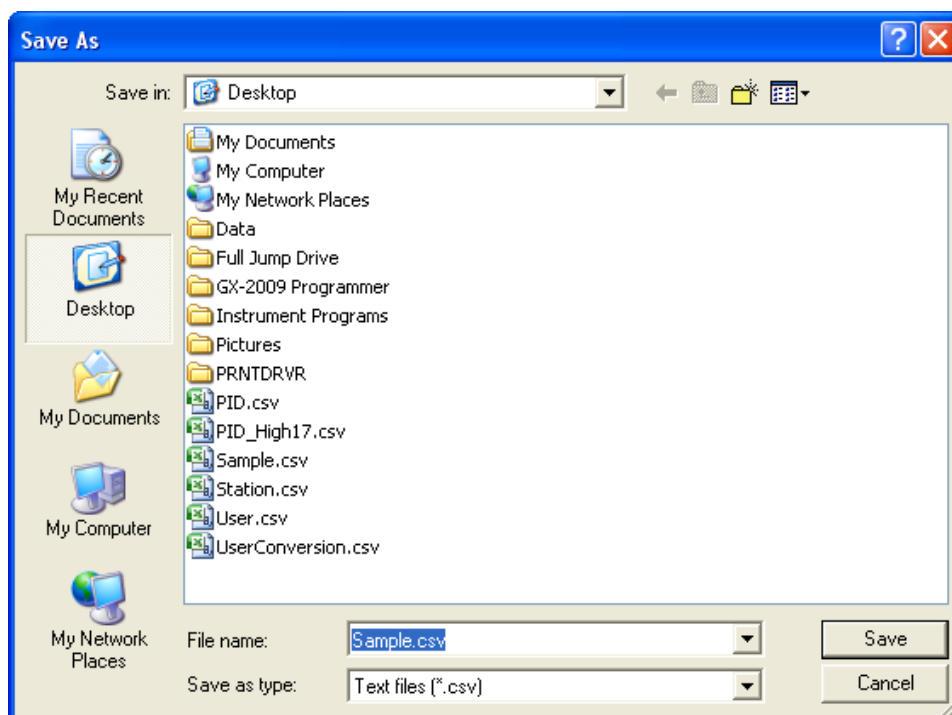 Save As
Save in:
Desktop
My Recent
Documents
Desktop
My Documents
My Computer
My Network
Places
My Documents
My Computer
My Network Places
Data
Full Jump Drive
GX-2009 Programmer
Instrument Programs
Pictures
PRNTDRVR
PID.csv
PID_High17.csv
Sample.csv
Station.csv
User.csv
UserConversion.csv
File name:
Sample.csv
Save
Save as type:
Text files (*.csv)
Cancel